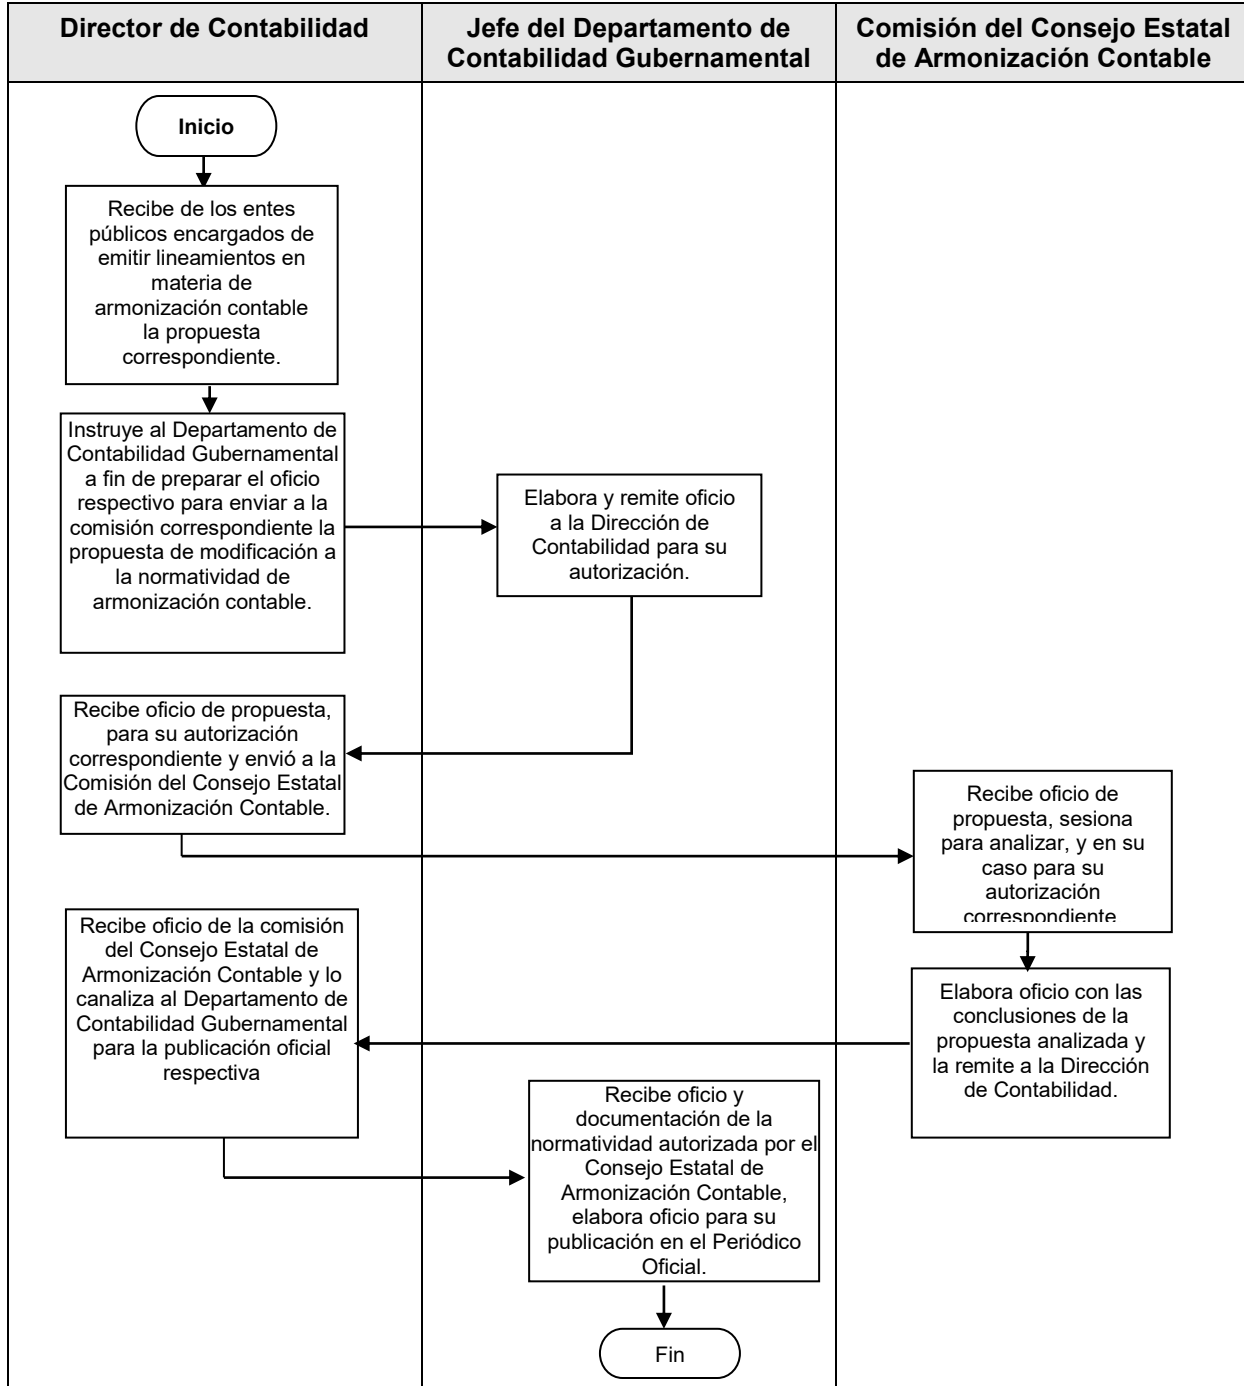 Director de Contabilidad
Jefe del Departamento de
Contabilidad Gubernamental
Comisión del Consejo Estatal
de Armonización Contable
Inicio
Recibe de los entes
públicos encargados de
emitir lineamientos en
materia de
armonización contable
la propuesta
correspondiente.
Instruye al Departamento de
Contabilidad Gubernamental
a fin de preparar el oficio
respectivo para enviar a la
comisión correspondiente la
propuesta de modificación a
la normatividad de
armonización contable.
Elabora y remite oficio
a la Dirección de
Contabilidad para su
autorización.
Recibe oficio de propuesta,
para su autorización
correspondiente y envió a la
Comisión del Consejo Estatal
de Armonización Contable.
Recibe oficio de
propuesta, sesiona
para analizar, y en su
caso para su
autorización
correspondiente
Elabora oficio con las
conclusiones de la
propuesta analizada y
la remite a la Dirección
de Contabilidad.
Recibe oficio de la comisión
del Consejo Estatal de
Armonización Contable y lo
canaliza al Departamento de
Contabilidad Gubernamental
para la publicación oficial
respectiva
Recibe oficio y
documentación de la
normatividad autorizada por el
Consejo Estatal de
Armonización Contable,
elabora oficio para su
publicación en el Periódico
Oficial.
Fin